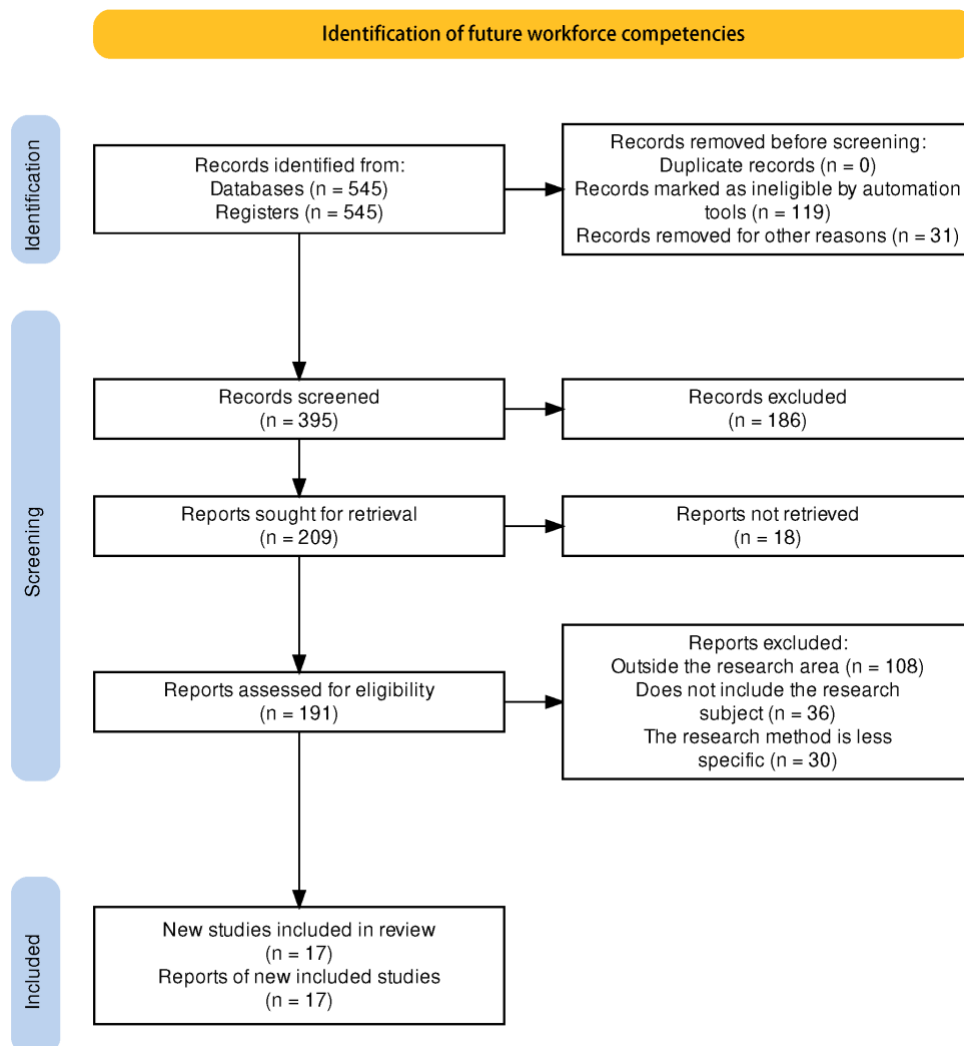 Identification of future workforce competencies
Identification
Records identified from:
Databases (n = 545)
Registers (n = 545)
Records removed before screening:
Duplicate records (n = 0)
Records marked as ineligible by automation
tools (n = 119)
Records removed for other reasons (n = 31)
Screening
Records screened
(n = 395)
Records excluded
(n = 186)
Reports sought for retrieval
(n = 209)
Reports not retrieved
(n = 18)
Reports assessed for eligibility
(n = 191)
Reports excluded:
Outside the research area (n = 108)
Does not include the research
subject (n = 36)
The research method is less
specific (n = 30)
Included
New studies included in review
(n = 17)
Reports of new included studies
(n = 17)